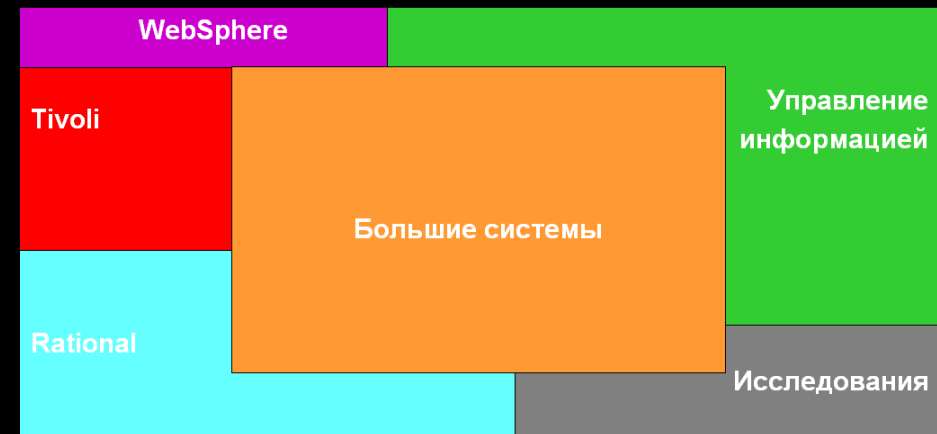 WebSphere
Tivoli
Управление
информацией
Большие системы
Rational
Исследования